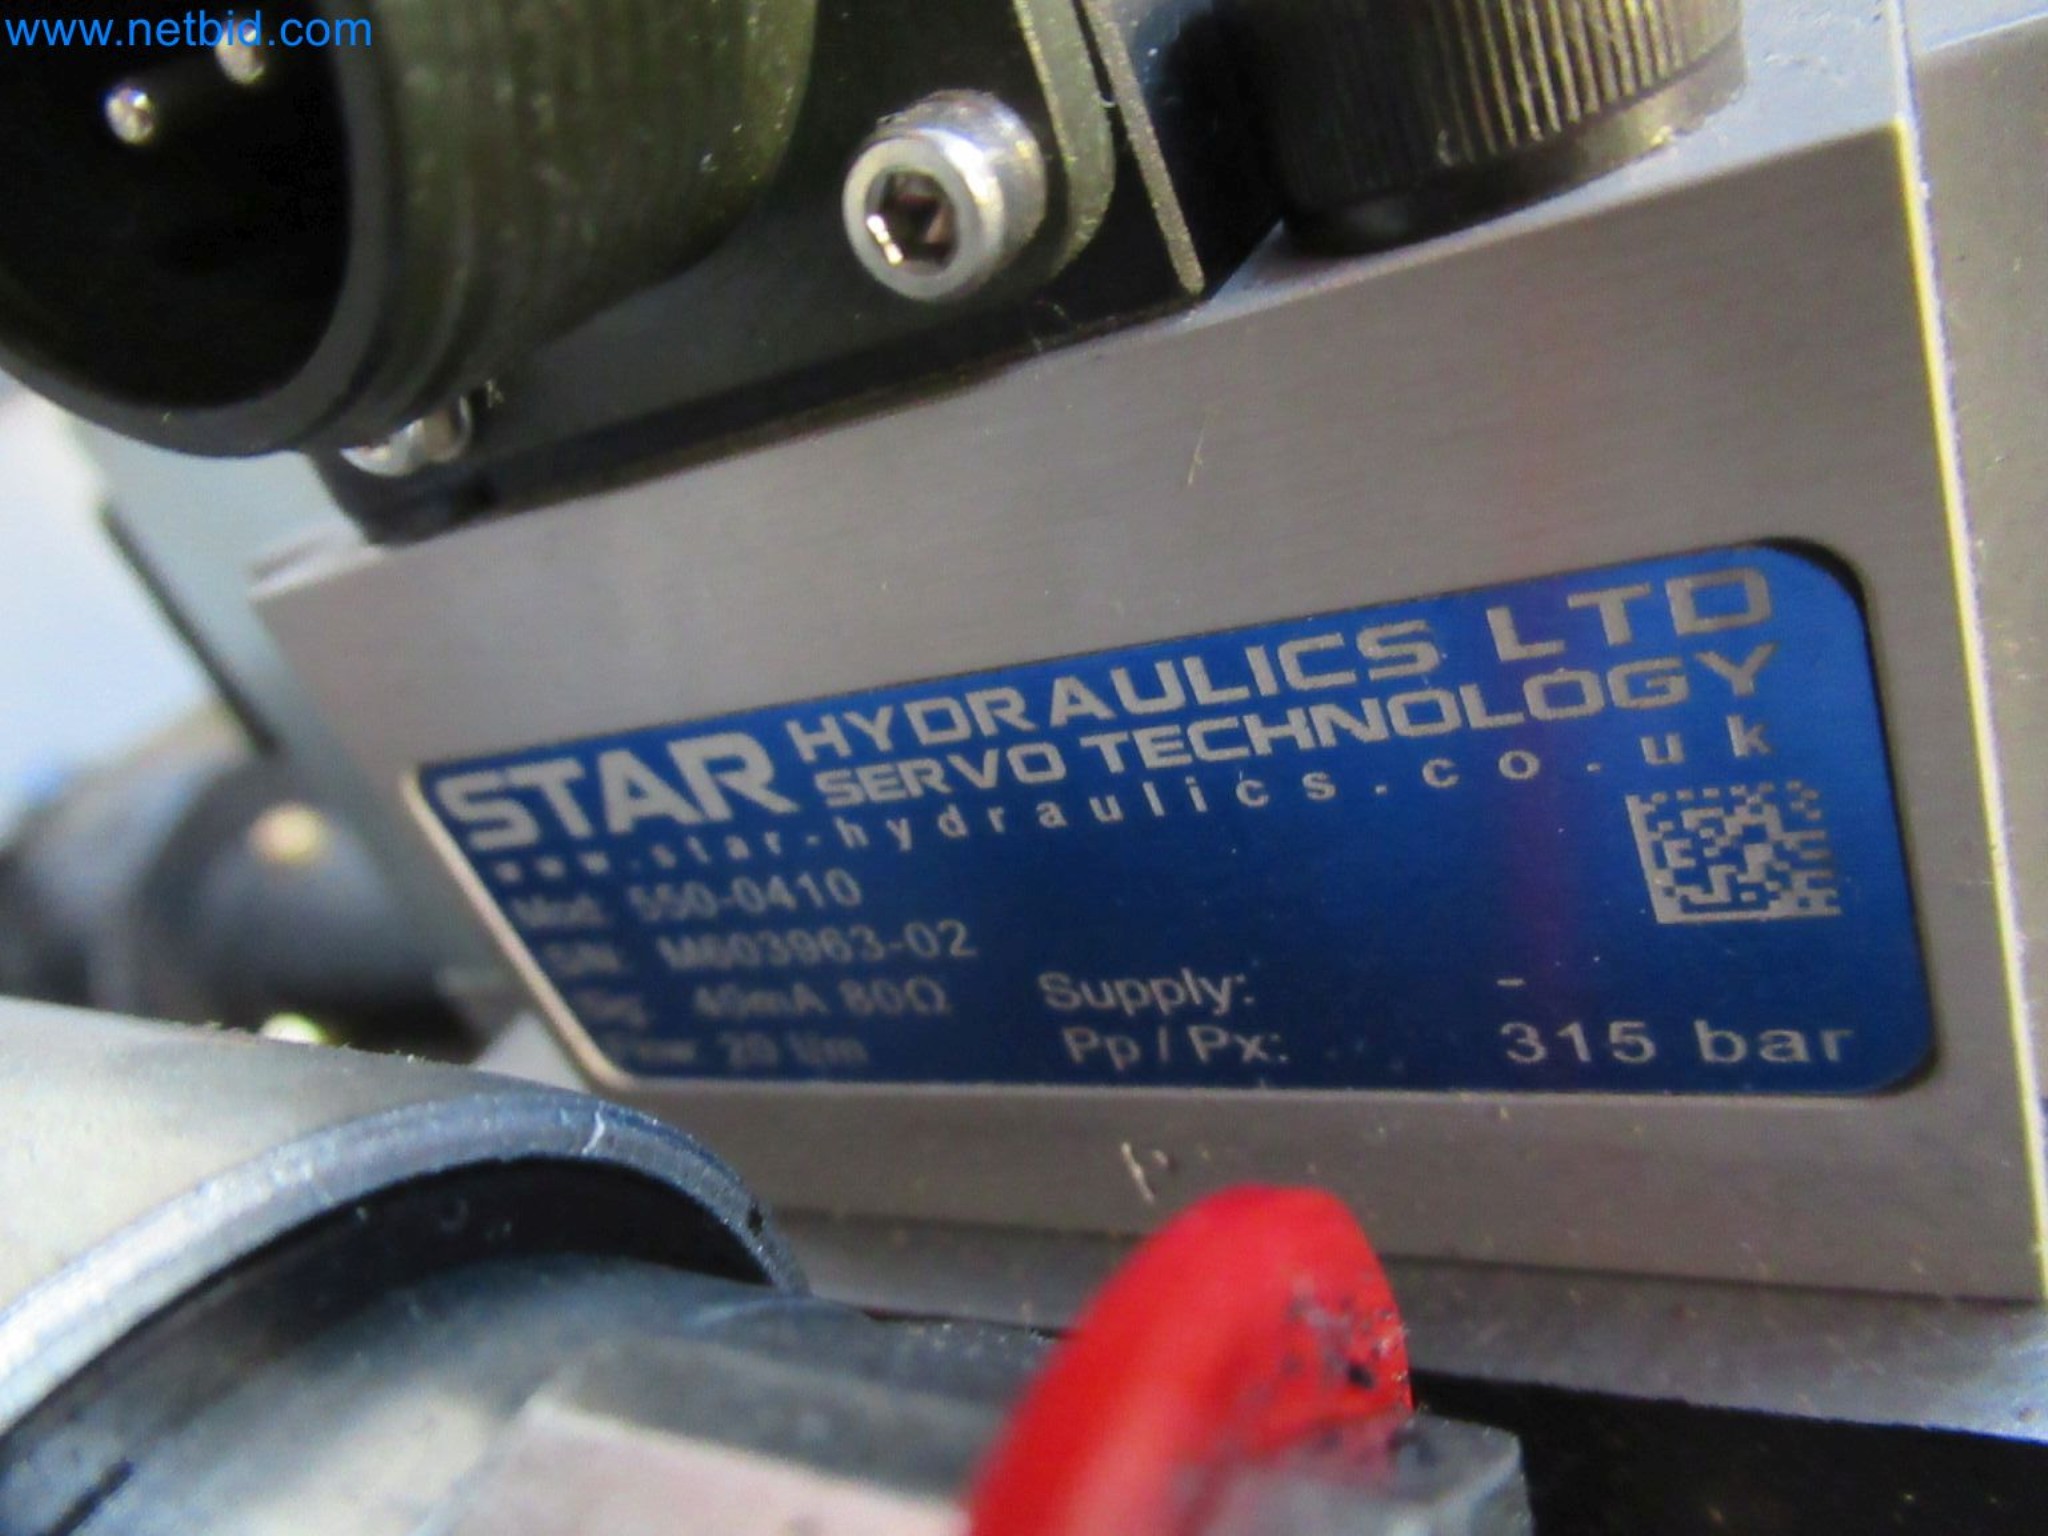 www.netbid.com
STAR HYDRAULICS LTD
SERVO TECHNOLOGY
www.star-hydraulics.co.uk
Mod: 550-0410
S/N: M603963-02
Sig: 40mA 80Ω Supply: -
Flow: 20 l/m Pp / Px: 315 bar